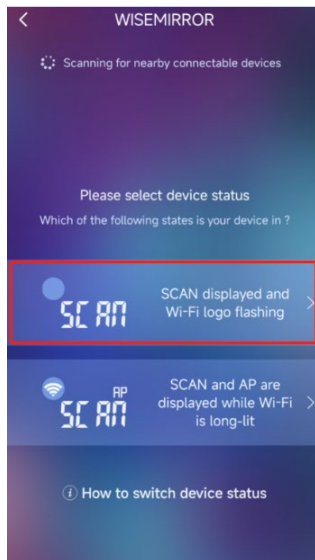 WISEMIRROR
Scanning for nearby connectable devices
Please select device status
Which of the following states is your device in ?
SCAN
SCAN displayed and
Wi-Fi logo flashing
AP
SCAN
SCAN and AP are
displayed while Wi-Fi
is long-lit
How to switch device status